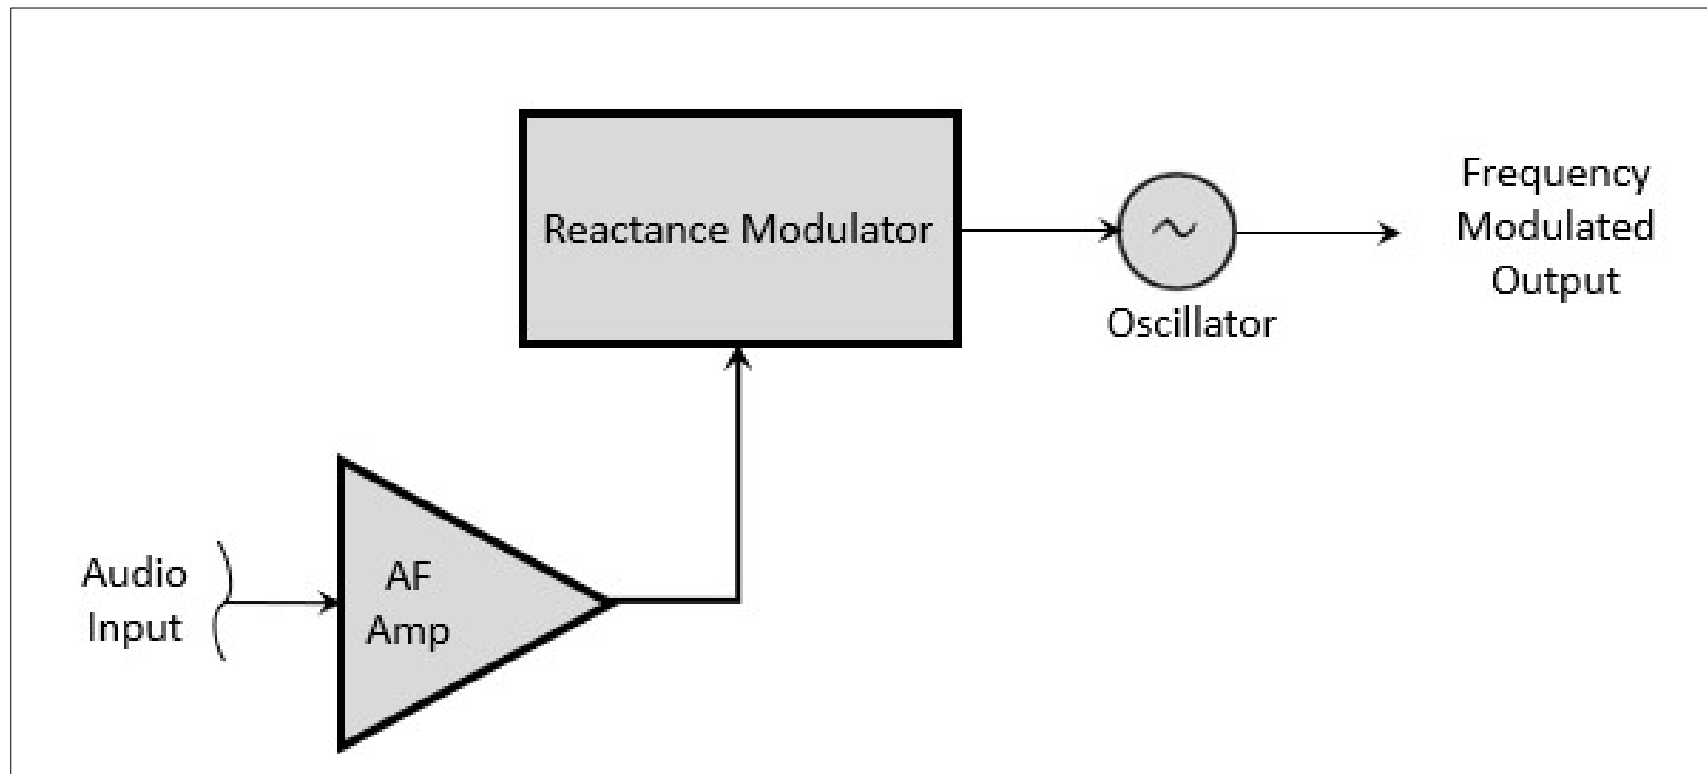 Reactance Modulator
Oscillator
Frequency
Modulated
Output
Audio
Input
AF
Amp